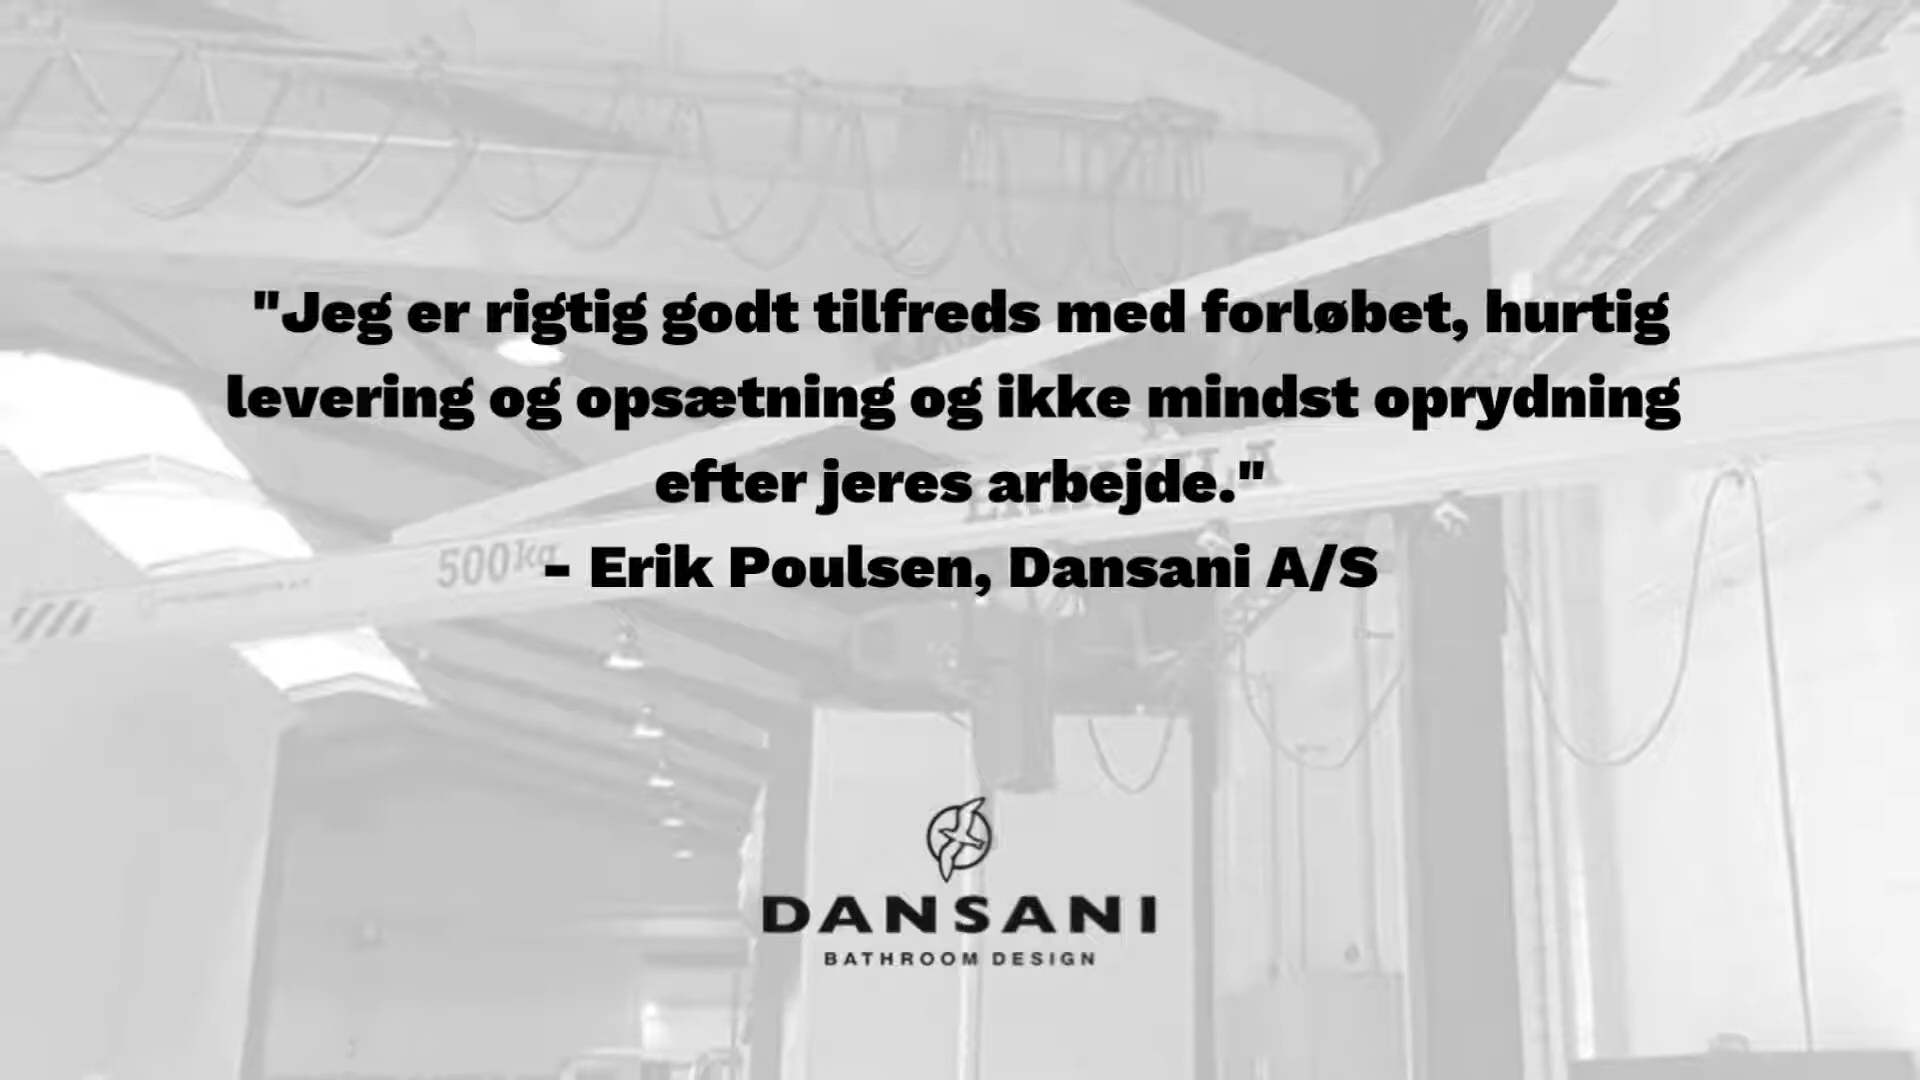 "Jeg er rigtig godt tilfreds med forløbet, hurtig
levering og opsætning og ikke mindst oprydning
efter jeres arbejde."
- Erik Poulsen, Dansani A/S
500kg
DANSANI
BATHROOM DESIGN